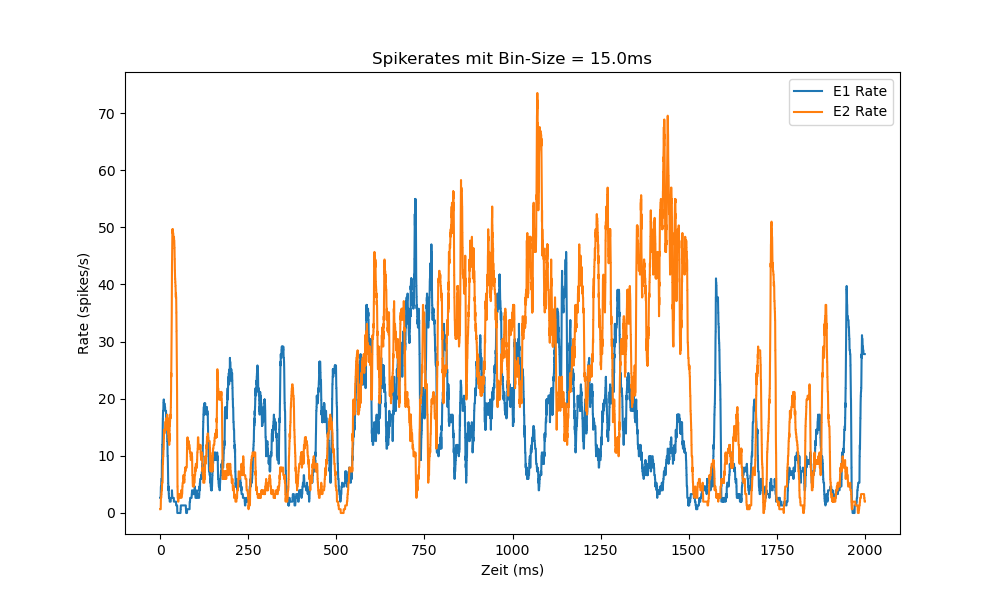 Spikerates mit Bin-Size = 15.0ms
E1 Rate
E2 Rate
70
60
50
40
30
20
10
0
Rate (spikes/s)
0 250 500 750 1000 1250 1500 1750 2000
Zeit (ms)